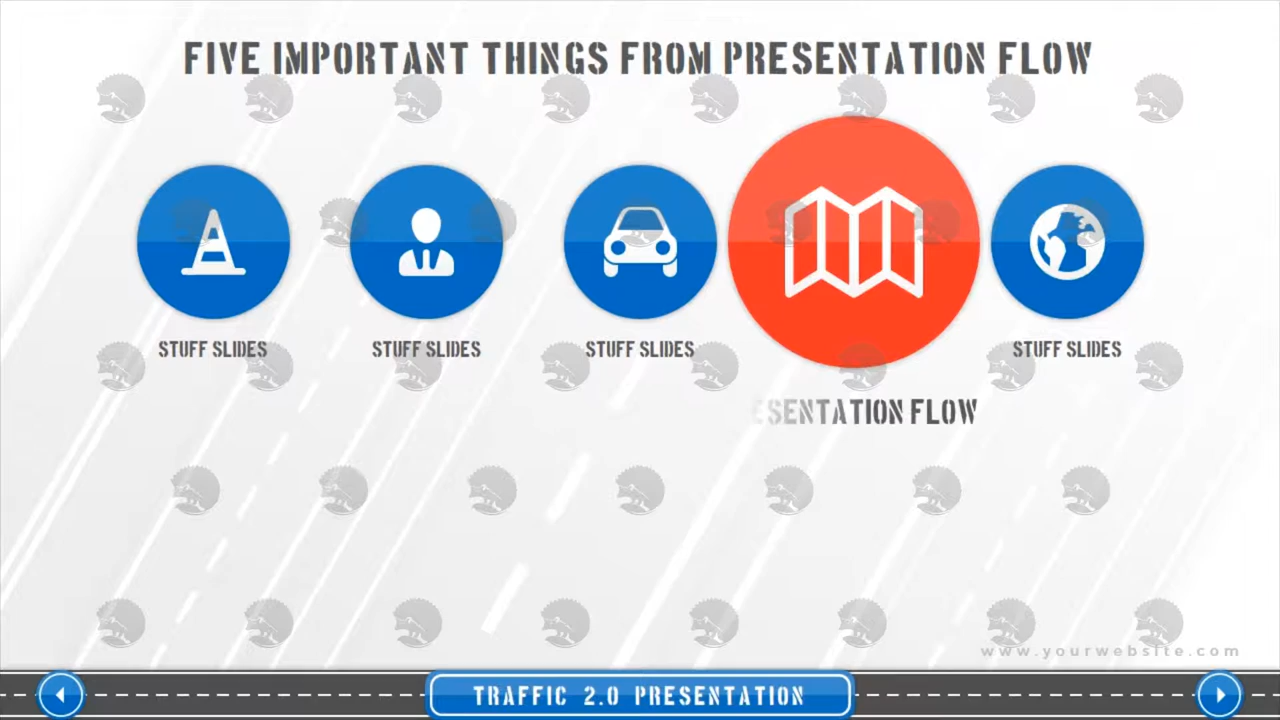 FIVE IMPORTANT THINGS FROM PRESENTATION FLOW
STUFF SLIDES
STUFF SLIDES
STUFF SLIDES
STUFF SLIDES
ESENTATION FLOW
www.yourwebsite.com
TRAFFIC 2.0 PRESENTATION